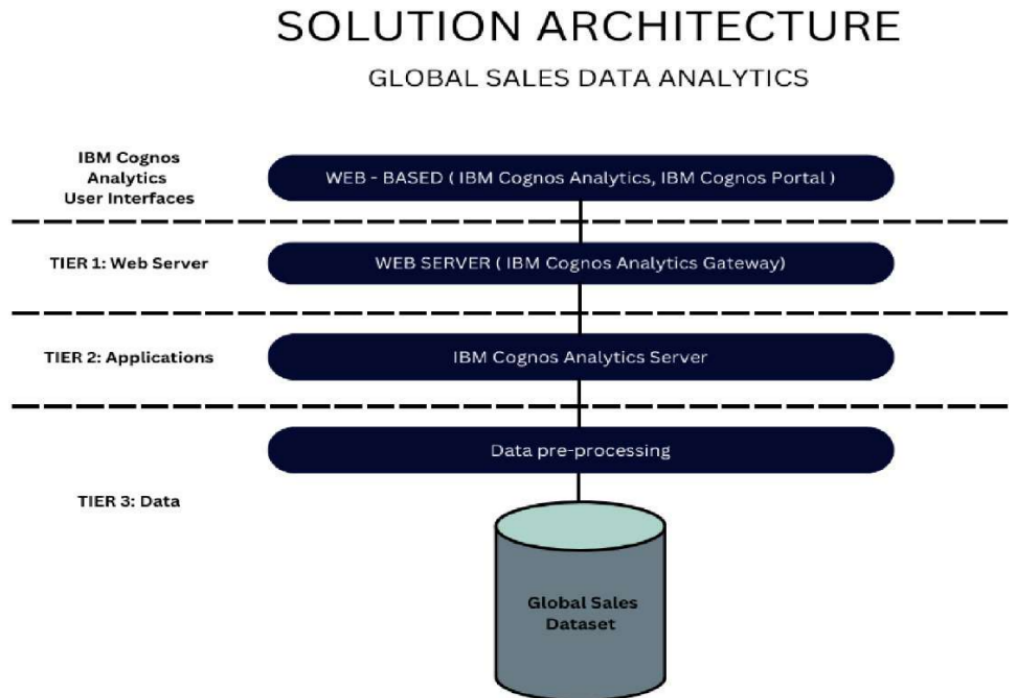 SOLUTION ARCHITECTURE
GLOBAL SALES DATA ANALYTICS
IBM Cognos
Analytics
User Interfaces
WEB - BASED ( IBM Cognos Analytics, IBM Cognos Portal )
TIER 1: Web Server
WEB SERVER ( IBM Cognos Analytics Gateway)
TIER 2: Applications
IBM Cognos Analytics Server
Data pre-processing
TIER 3: Data
Global Sales
Dataset